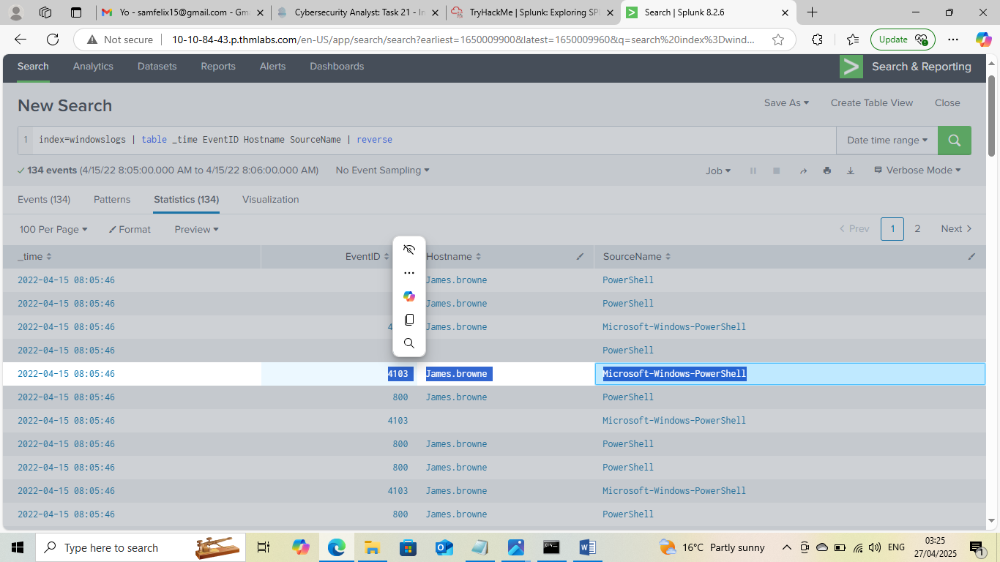 Yo - samfelix15@gmail.com - Gm
Cybersecurity Analyst: Task 21 - In
TryHackMe | Splunk: Exploring SP
Search | Splunk 8.2.6
Not secure
10-10-84-43.p.thmlabs.com/en-US/app/search/search?earliest=1650009900&latest=1650009960&q=search%20index%3Dwind...
Update
Search Analytics Datasets Reports Alerts Dashboards
Search & Reporting
New Search
Save As Create Table View Close
1 index=windowslogs | table _time EventID Hostname SourceName | reverse
Date time range
134 events (4/15/22 8:05:00.000 AM to 4/15/22 8:06:00.000 AM) No Event Sampling
Job Verbose Mode
Events (134) Patterns Statistics (134) Visualization
100 Per Page Format Preview
Prev 1 2 Next
_time EventID Hostname SourceName
2022-04-15 08:05:46 James.browne PowerShell
2022-04-15 08:05:46 James.browne PowerShell
2022-04-15 08:05:46 4 James.browne Microsoft-Windows-PowerShell
2022-04-15 08:05:46 PowerShell
2022-04-15 08:05:46 4103 James.browne Microsoft-Windows-PowerShell
2022-04-15 08:05:46 800 James.browne PowerShell
2022-04-15 08:05:46 4103 Microsoft-Windows-PowerShell
2022-04-15 08:05:46 800 James.browne PowerShell
2022-04-15 08:05:46 800 James.browne PowerShell
2022-04-15 08:05:46 4103 James.browne Microsoft-Windows-PowerShell
2022-04-15 08:05:46 800 James.browne PowerShell
Type here to search
16°C Partly sunny
ENG
03:25
27/04/2025
1